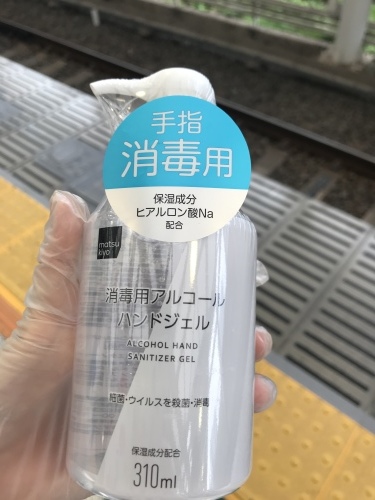 手指
消毒用
保湿成分
ヒアルロン酸Na
配合
matsu
kiyo
消毒用アルコール
ハンドジェル
ALCOHOL HAND
SANITIZER GEL
細菌・ウイルスを殺菌・消毒
保湿成分配合
310ml